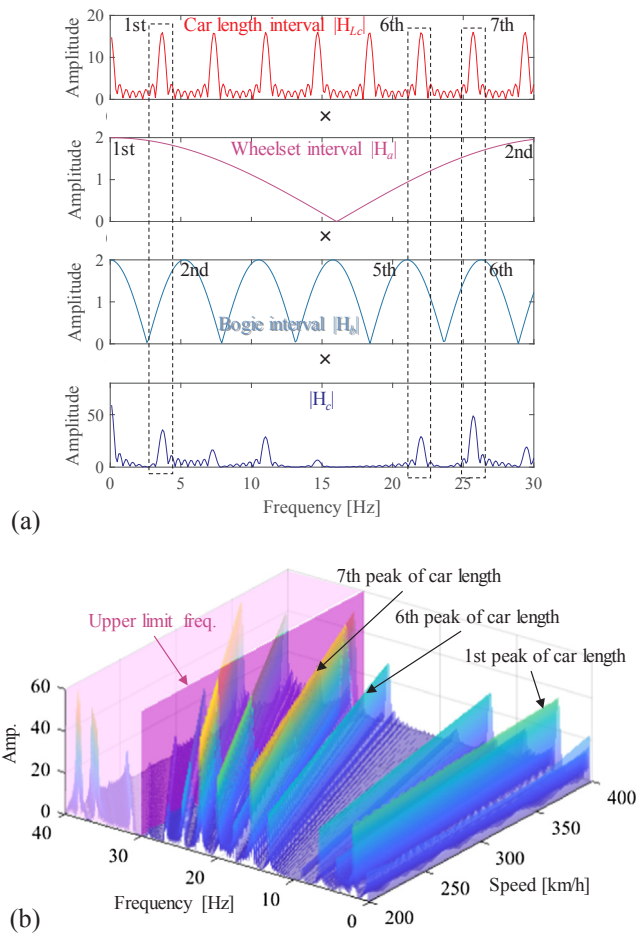 1st
Car length interval |H_Lc|
6th
7th
20
10
0
Amplitude
×
1st
Wheelset interval |H_a|
2nd
2
1
0
Amplitude
×
2nd
5th
6th
Bogie interval |H_b|
2
1
0
Amplitude
×
|H_c|
50
0
Amplitude
0 5 10 15 20 25 30
Frequency [Hz]
(a)
7th peak of car length
Upper limit freq.
6th peak of car length
1st peak of car length
60
40
20
0
Amp.
40 30 20 10 0
Frequency [Hz]
200 250 300 350 400
Speed [km/h]
(b)